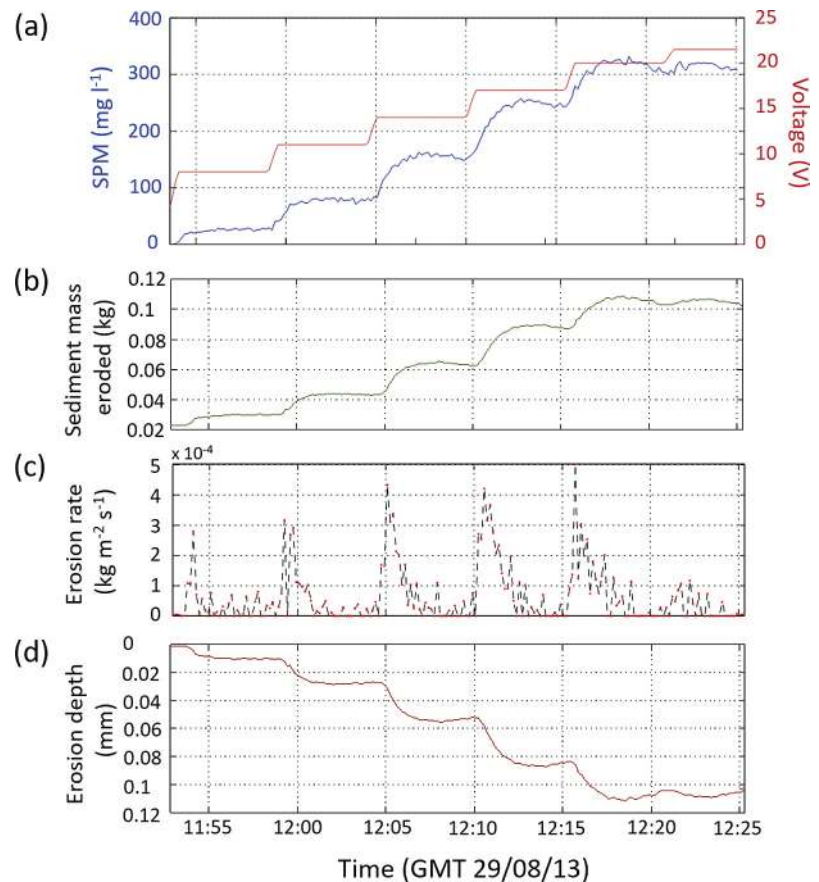 (a)
SPM (mg l⁻¹)
400
300
200
100
0
25
20
15
10
5
0
Voltage (V)
(b)
Sediment mass
eroded (kg)
0.12
0.1
0.08
0.06
0.04
0.02
(c)
x 10⁻⁴
Erosion rate
(kg m⁻² s⁻¹)
5
4
3
2
1
0
(d)
Erosion depth
(mm)
0
0.02
0.04
0.06
0.08
0.1
0.12
11:55 12:00 12:05 12:10 12:15 12:20 12:25
Time (GMT 29/08/13)